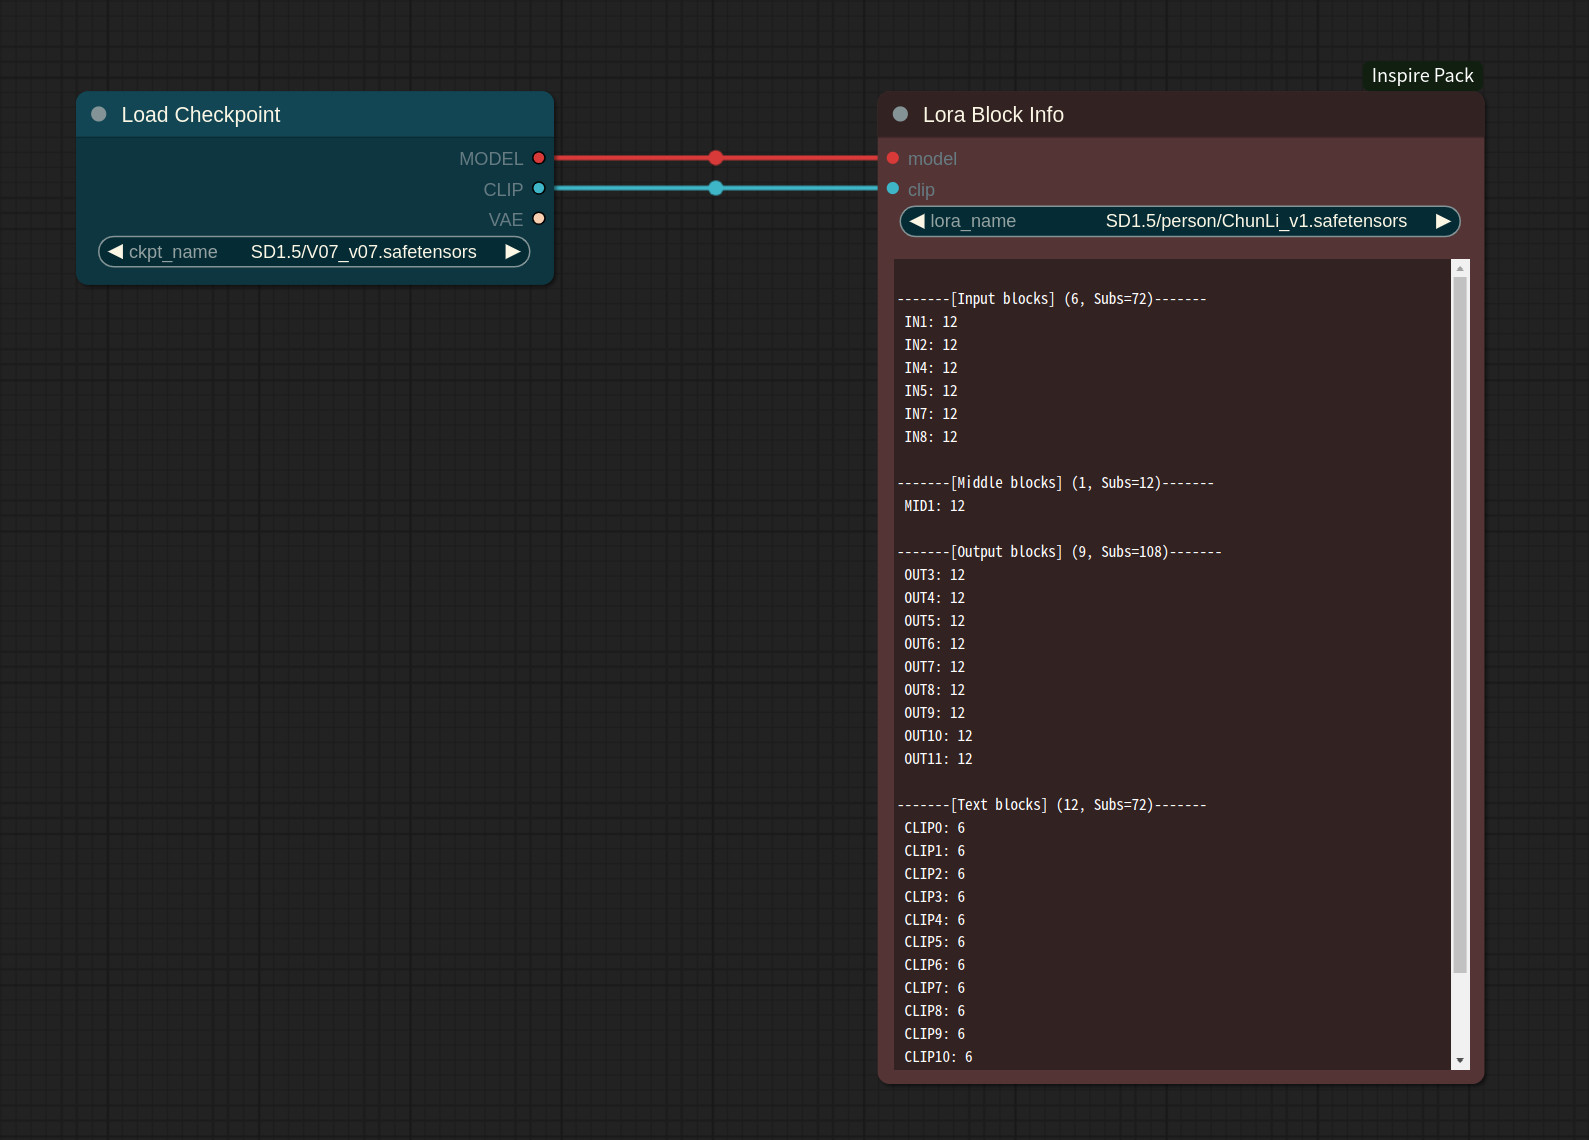 Inspire Pack
Load Checkpoint
MODEL
CLIP
VAE
ckpt_name SD1.5/V07_v07.safetensors
Lora Block Info
model
clip
lora_name SD1.5/person/ChunLi_v1.safetensors
-------[Input blocks] (6, Subs=72)-------
IN1: 12
IN2: 12
IN4: 12
IN5: 12
IN7: 12
IN8: 12
-------[Middle blocks] (1, Subs=12)-------
MID1: 12
-------[Output blocks] (9, Subs=108)-------
OUT3: 12
OUT4: 12
OUT5: 12
OUT6: 12
OUT7: 12
OUT8: 12
OUT9: 12
OUT10: 12
OUT11: 12
-------[Text blocks] (12, Subs=72)-------
CLIP0: 6
CLIP1: 6
CLIP2: 6
CLIP3: 6
CLIP4: 6
CLIP5: 6
CLIP6: 6
CLIP7: 6
CLIP8: 6
CLIP9: 6
CLIP10: 6